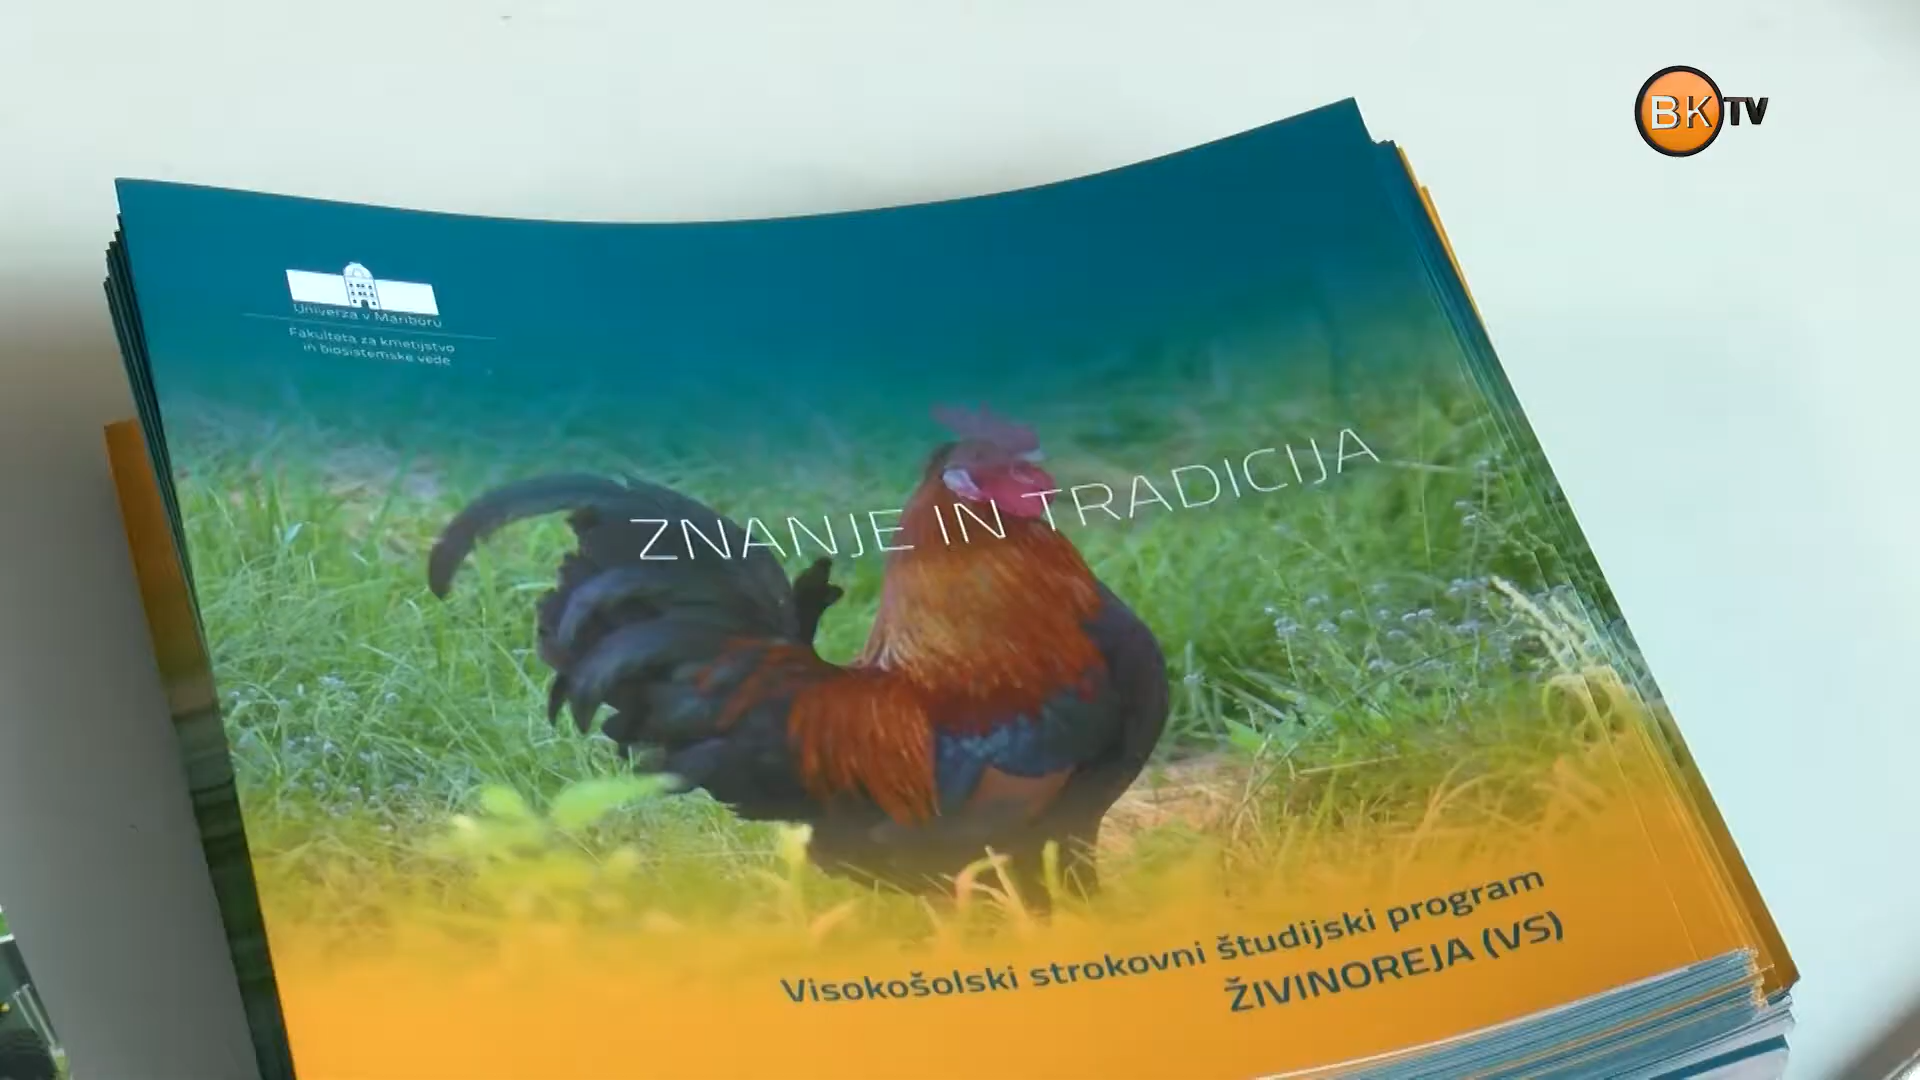 BK TV
Univerza v Mariboru
Fakulteta za kmetijstvo
in biosistemske vede
ZNANJE IN TRADICIJA
Visokošolski strokovni študijski program
ŽIVINOREJA (VS)